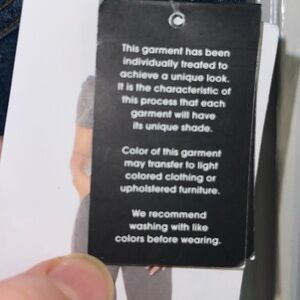 This garment has been
individually treated to
achieve a unique look.
It is the characteristic of
this process that each
garment will have
its unique shade.
Color of this garment
may transfer to light
colored clothing or
upholstered furniture.
We recommend
washing with like
colors before wearing.